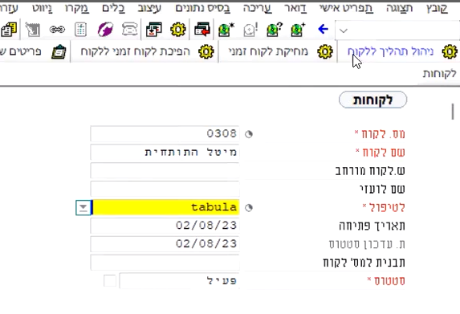 קובץ תצוגה תפריט אישי דואר עריכה בסיס נתונים עיצוב כלים מקרו ניווט עזרו
ניהול תהליך ללקוח מחיקת לקוח זמני הפיכת לקוח זמני ללקוח פריטים ש
לקוחות
לקוחות
מס. לקוח * 0308
שם לקוח * מיטל התותחית
ש.לקוח מורחב
שם לועזי
לטיפול * tabula
תאריך פתיחה 02/08/23
ת. עדכון סטטוס 02/08/23
תבנית למס' לקוח
סטטוס * פעיל